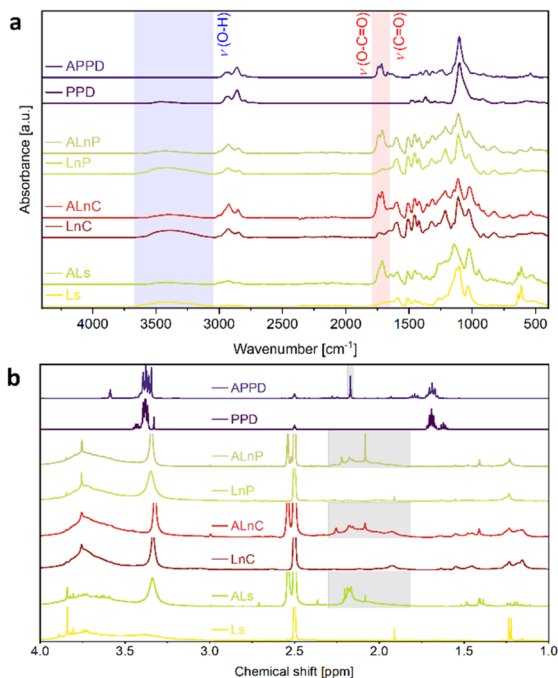 a
ν(O-H)
ν(O-C=O)
ν(C=O)
APPD
PPD
ALnP
LnP
ALnC
LnC
ALs
Ls
Absorbance [a.u.]
4000 3500 3000 2500 2000 1500 1000 500
Wavenumber [cm⁻¹]
b
APPD
PPD
ALnP
LnP
ALnC
LnC
ALs
Ls
4.0 3.5 3.0 2.5 2.0 1.5 1.0
Chemical shift [ppm]